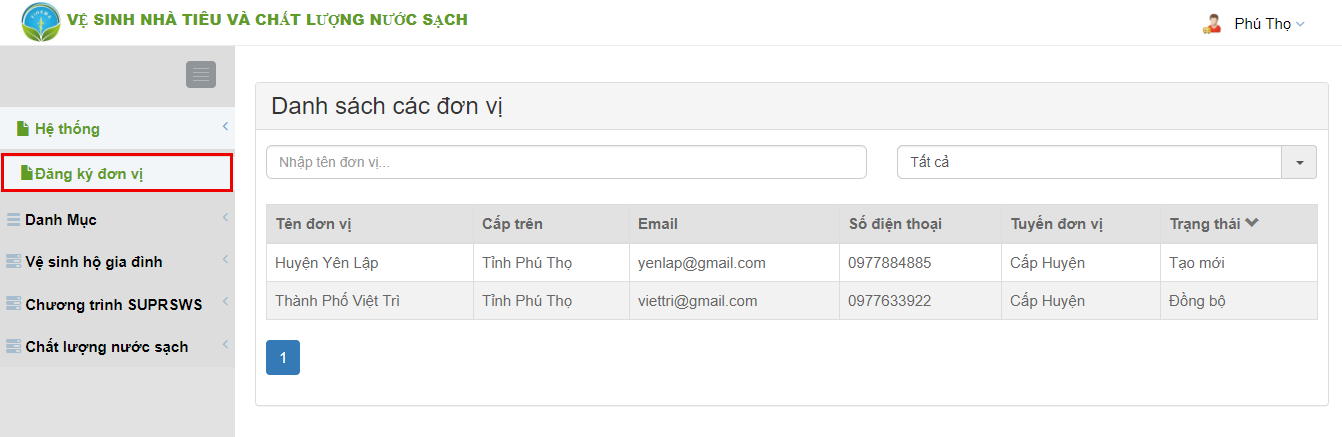 VỆ SINH NHÀ TIÊU VÀ CHẤT LƯỢNG NƯỚC SẠCH
Phú Thọ
Hệ thống
Đăng ký đơn vị
Danh Mục
Vệ sinh hộ gia đình
Chương trình SUPRSWS
Chất lượng nước sạch
Danh sách các đơn vị
Nhập tên đơn vị... Tất cả
Tên đơn vị Cấp trên Email Số điện thoại Tuyến đơn vị Trạng thái
Huyện Yên Lập Tỉnh Phú Thọ yenlap@gmail.com 0977884885 Cấp Huyện Tạo mới
Thành Phố Việt Trì Tỉnh Phú Thọ viettri@gmail.com 0977633922 Cấp Huyện Đồng bộ
1